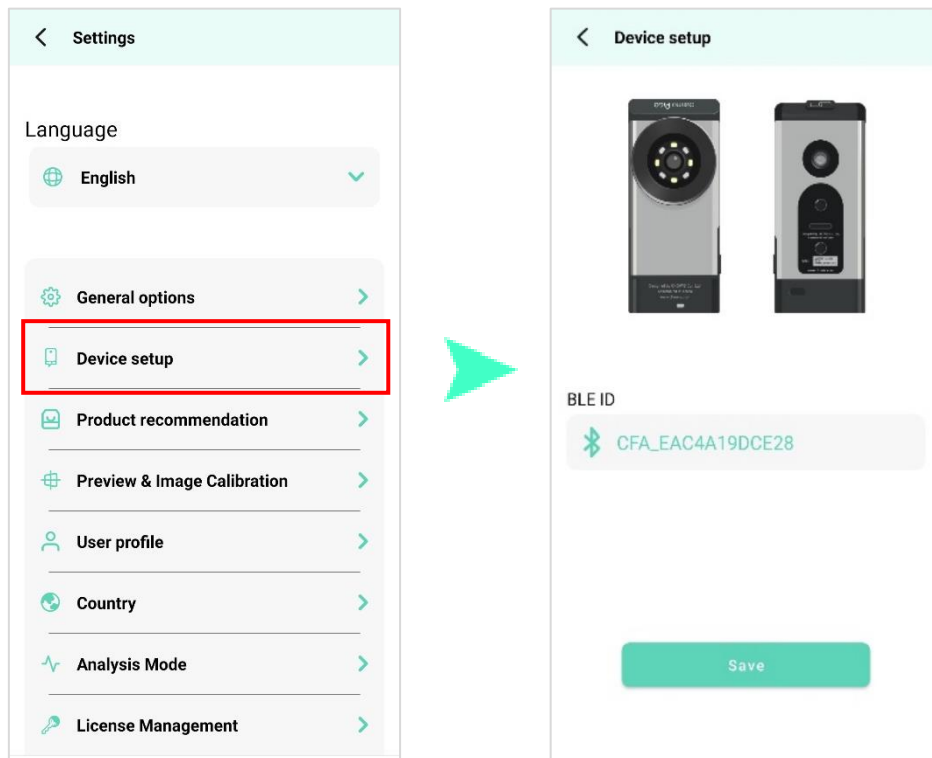 Settings
Language
English
General options
Device setup
Product recommendation
Preview & Image Calibration
User profile
Country
Analysis Mode
License Management
Device setup
BLE ID
CFA_EAC4A19DCE28
Save